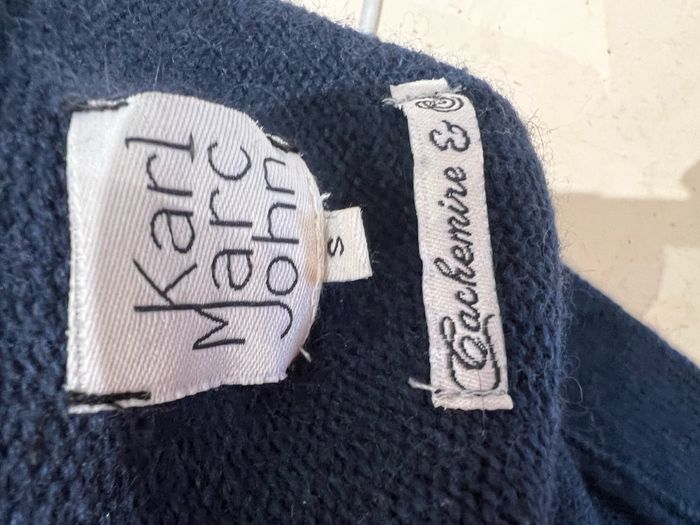 Karl
Marc
John
S
Cachemire &